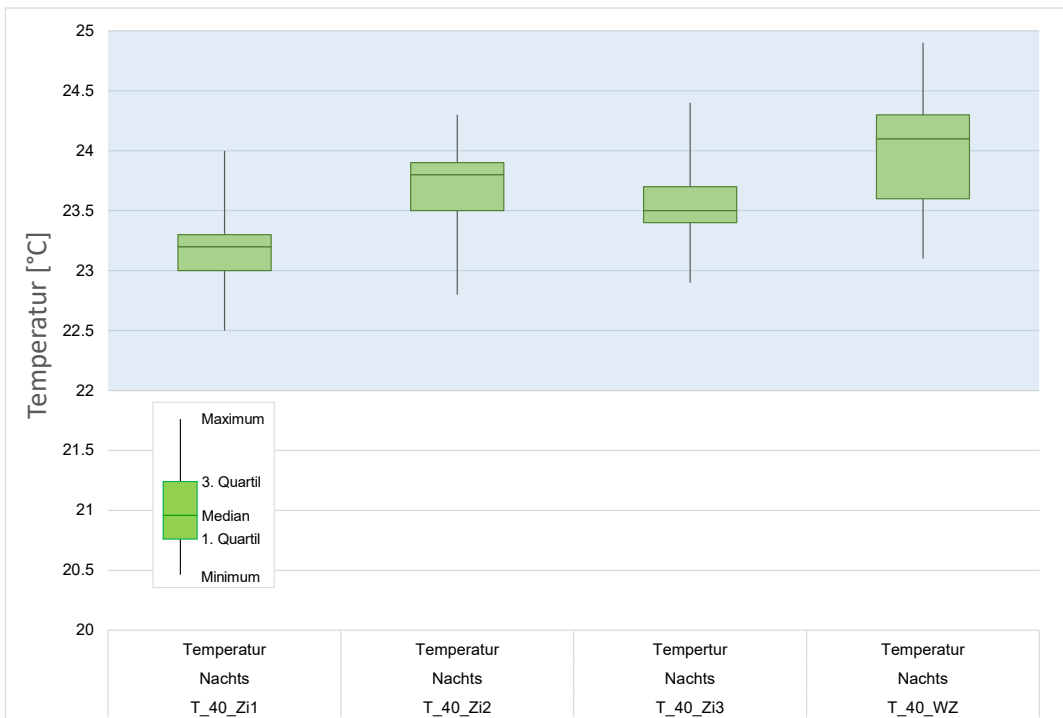 25
24.5
24
23.5
23
22.5
22
21.5
21
20.5
20
Temperatur [°C]
Maximum
3. Quartil
Median
1. Quartil
Minimum
Temperatur
Nachts
T_40_Zi1
Temperatur
Nachts
T_40_Zi2
Tempertur
Nachts
T_40_Zi3
Temperatur
Nachts
T_40_WZ